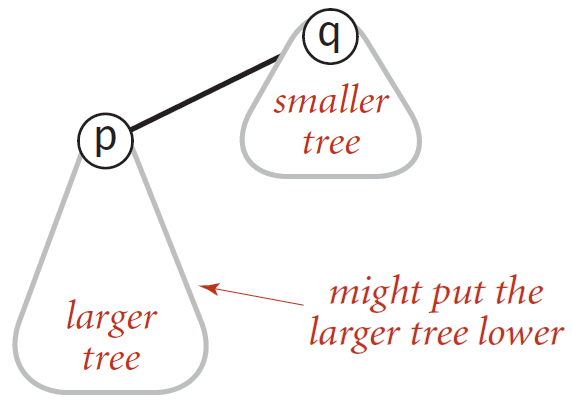 q
smaller
tree
p
larger
tree
might put the
larger tree lower